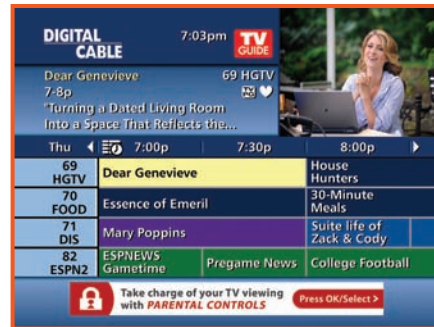 DIGITAL
CABLE
7:03pm
TV
GUIDE
Dear Genevieve
69 HGTV
7-8p
"Turning a Dated Living Room
Into a Space That Reflects the...
Thu 7:00p 7:30p 8:00p
69
HGTV
Dear Genevieve
House
Hunters
70
FOOD
Essence of Emeril
30-Minute
Meals
71
DIS
Mary Poppins
Suite life of
Zack & Cody
82
ESPN2
ESPNEWS
Gametime
Pregame News
College Football
Take charge of your TV viewing
with PARENTAL CONTROLS
Press OK/Select >